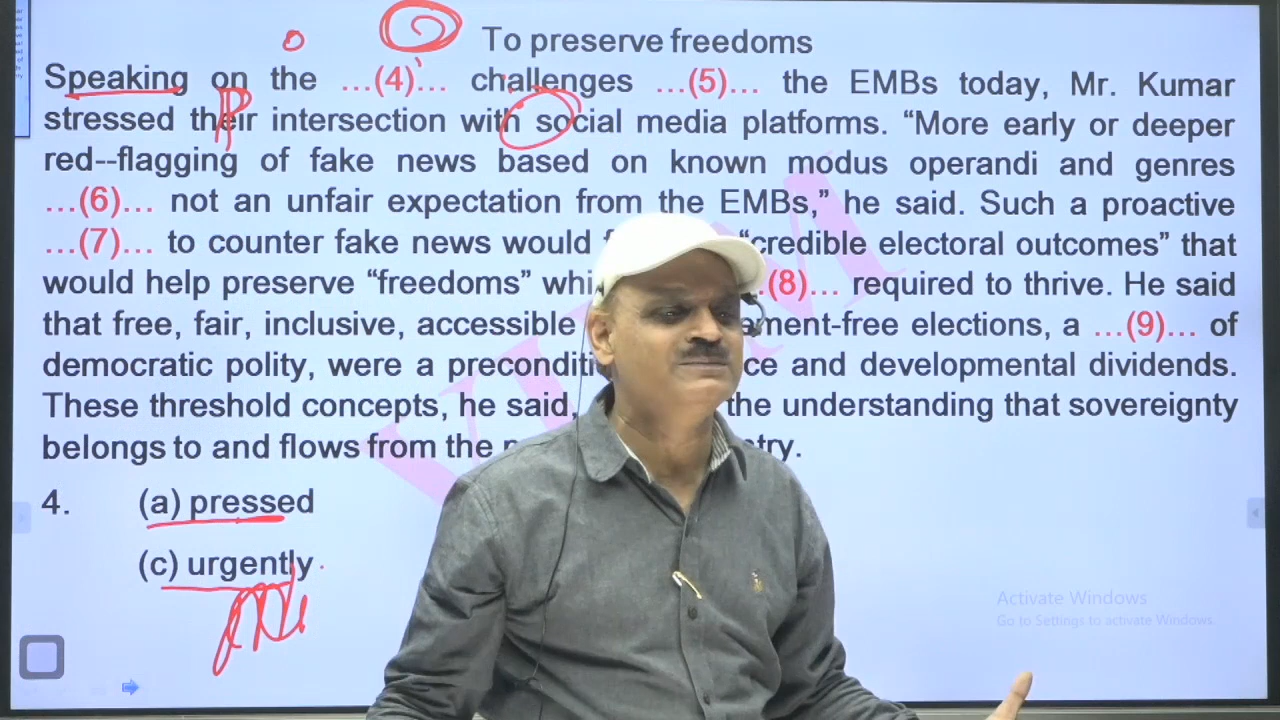 To preserve freedoms
Speaking on the ...(4)... challenges ...(5)... the EMBs today, Mr. Kumar
stressed their intersection with social media platforms. “More early or deeper
red--flagging of fake news based on known modus operandi and genres
...(6)... not an unfair expectation from the EMBs,” he said. Such a proactive
...(7)... to counter fake news would “credible electoral outcomes” that
would help preserve “freedoms” ...(8)... required to thrive. He said
that free, fair, inclusive, accessible elections, a ...(9)... of
democratic polity, were a and developmental dividends.
These threshold concepts, he said, the understanding that sovereignty
belongs to and flows from the
4. (a) pressed
(c) urgently
Activate Windows
Go to Settings to activate Windows.